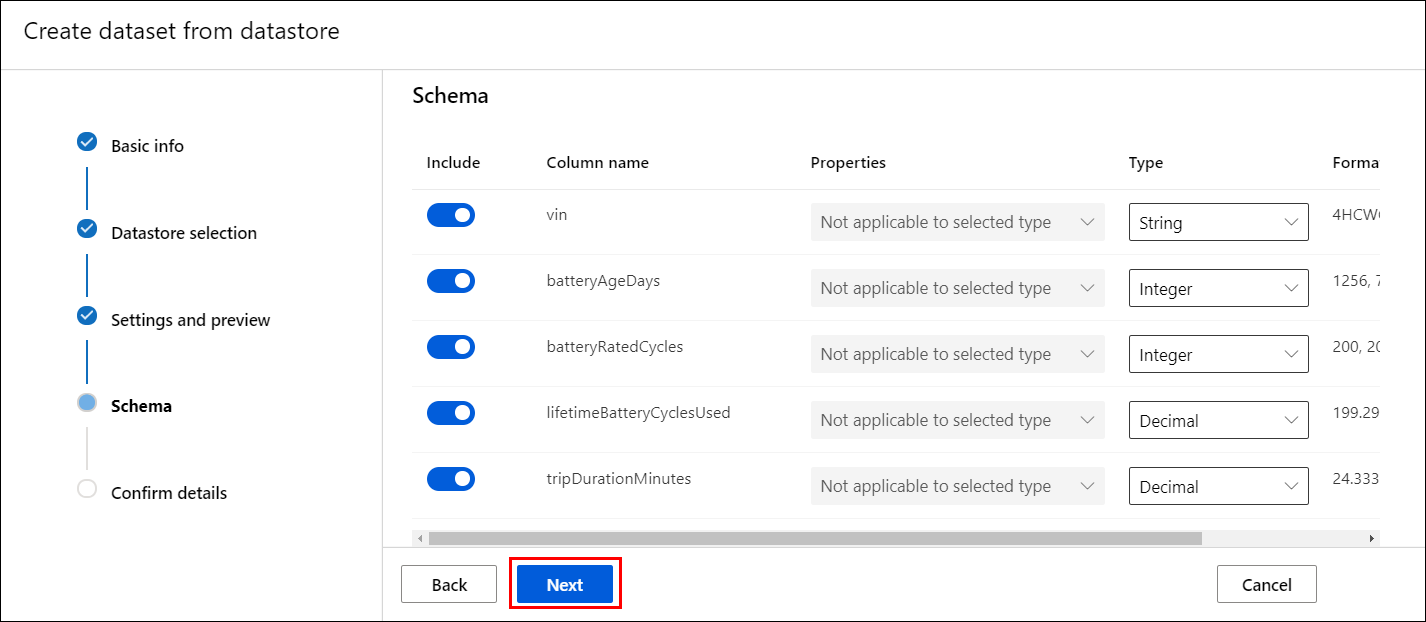 Create dataset from datastore
Basic info
Datastore selection
Settings and preview
Schema
Confirm details
Schema
Include Column name Properties Type Forma
vin Not applicable to selected type String 4HCW
batteryAgeDays Not applicable to selected type Integer 1256,
batteryRatedCycles Not applicable to selected type Integer 200, 20
lifetimeBatteryCyclesUsed Not applicable to selected type Decimal 199.29
tripDurationMinutes Not applicable to selected type Decimal 24.333
Back Next Cancel